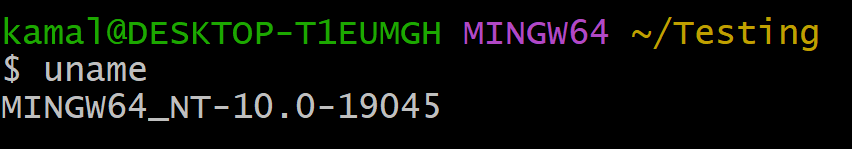 kamal@DESKTOP-T1EUMGH MINGW64 ~/Testing
$ uname
MINGW64_NT-10.0-19045